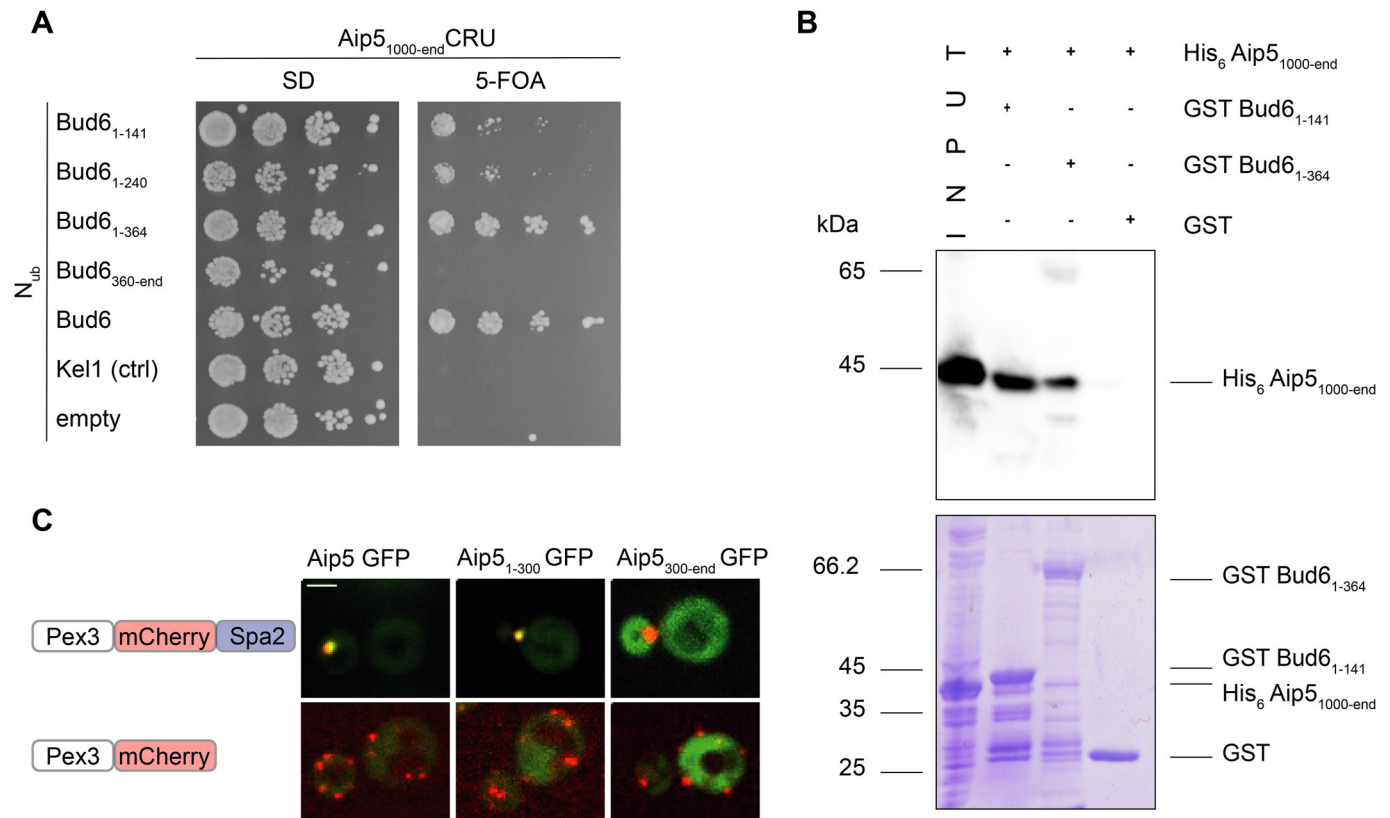 A
Aip5 1000-end CRU
SD 5-FOA
N ub
Bud6 1-141
Bud6 1-240
Bud6 1-364
Bud6 360-end
Bud6
Kel1 (ctrl)
empty
B
INPUT
+ + + His6 Aip5 1000-end
+ - - GST Bud6 1-141
- + - GST Bud6 1-364
- - + GST
kDa
65
45
His6 Aip5 1000-end
66.2
45
35
25
GST Bud6 1-364
GST Bud6 1-141
His6 Aip5 1000-end
GST
C
Aip5 GFP Aip5 1-300 GFP Aip5 300-end GFP
Pex3 mCherry Spa2
Pex3 mCherry